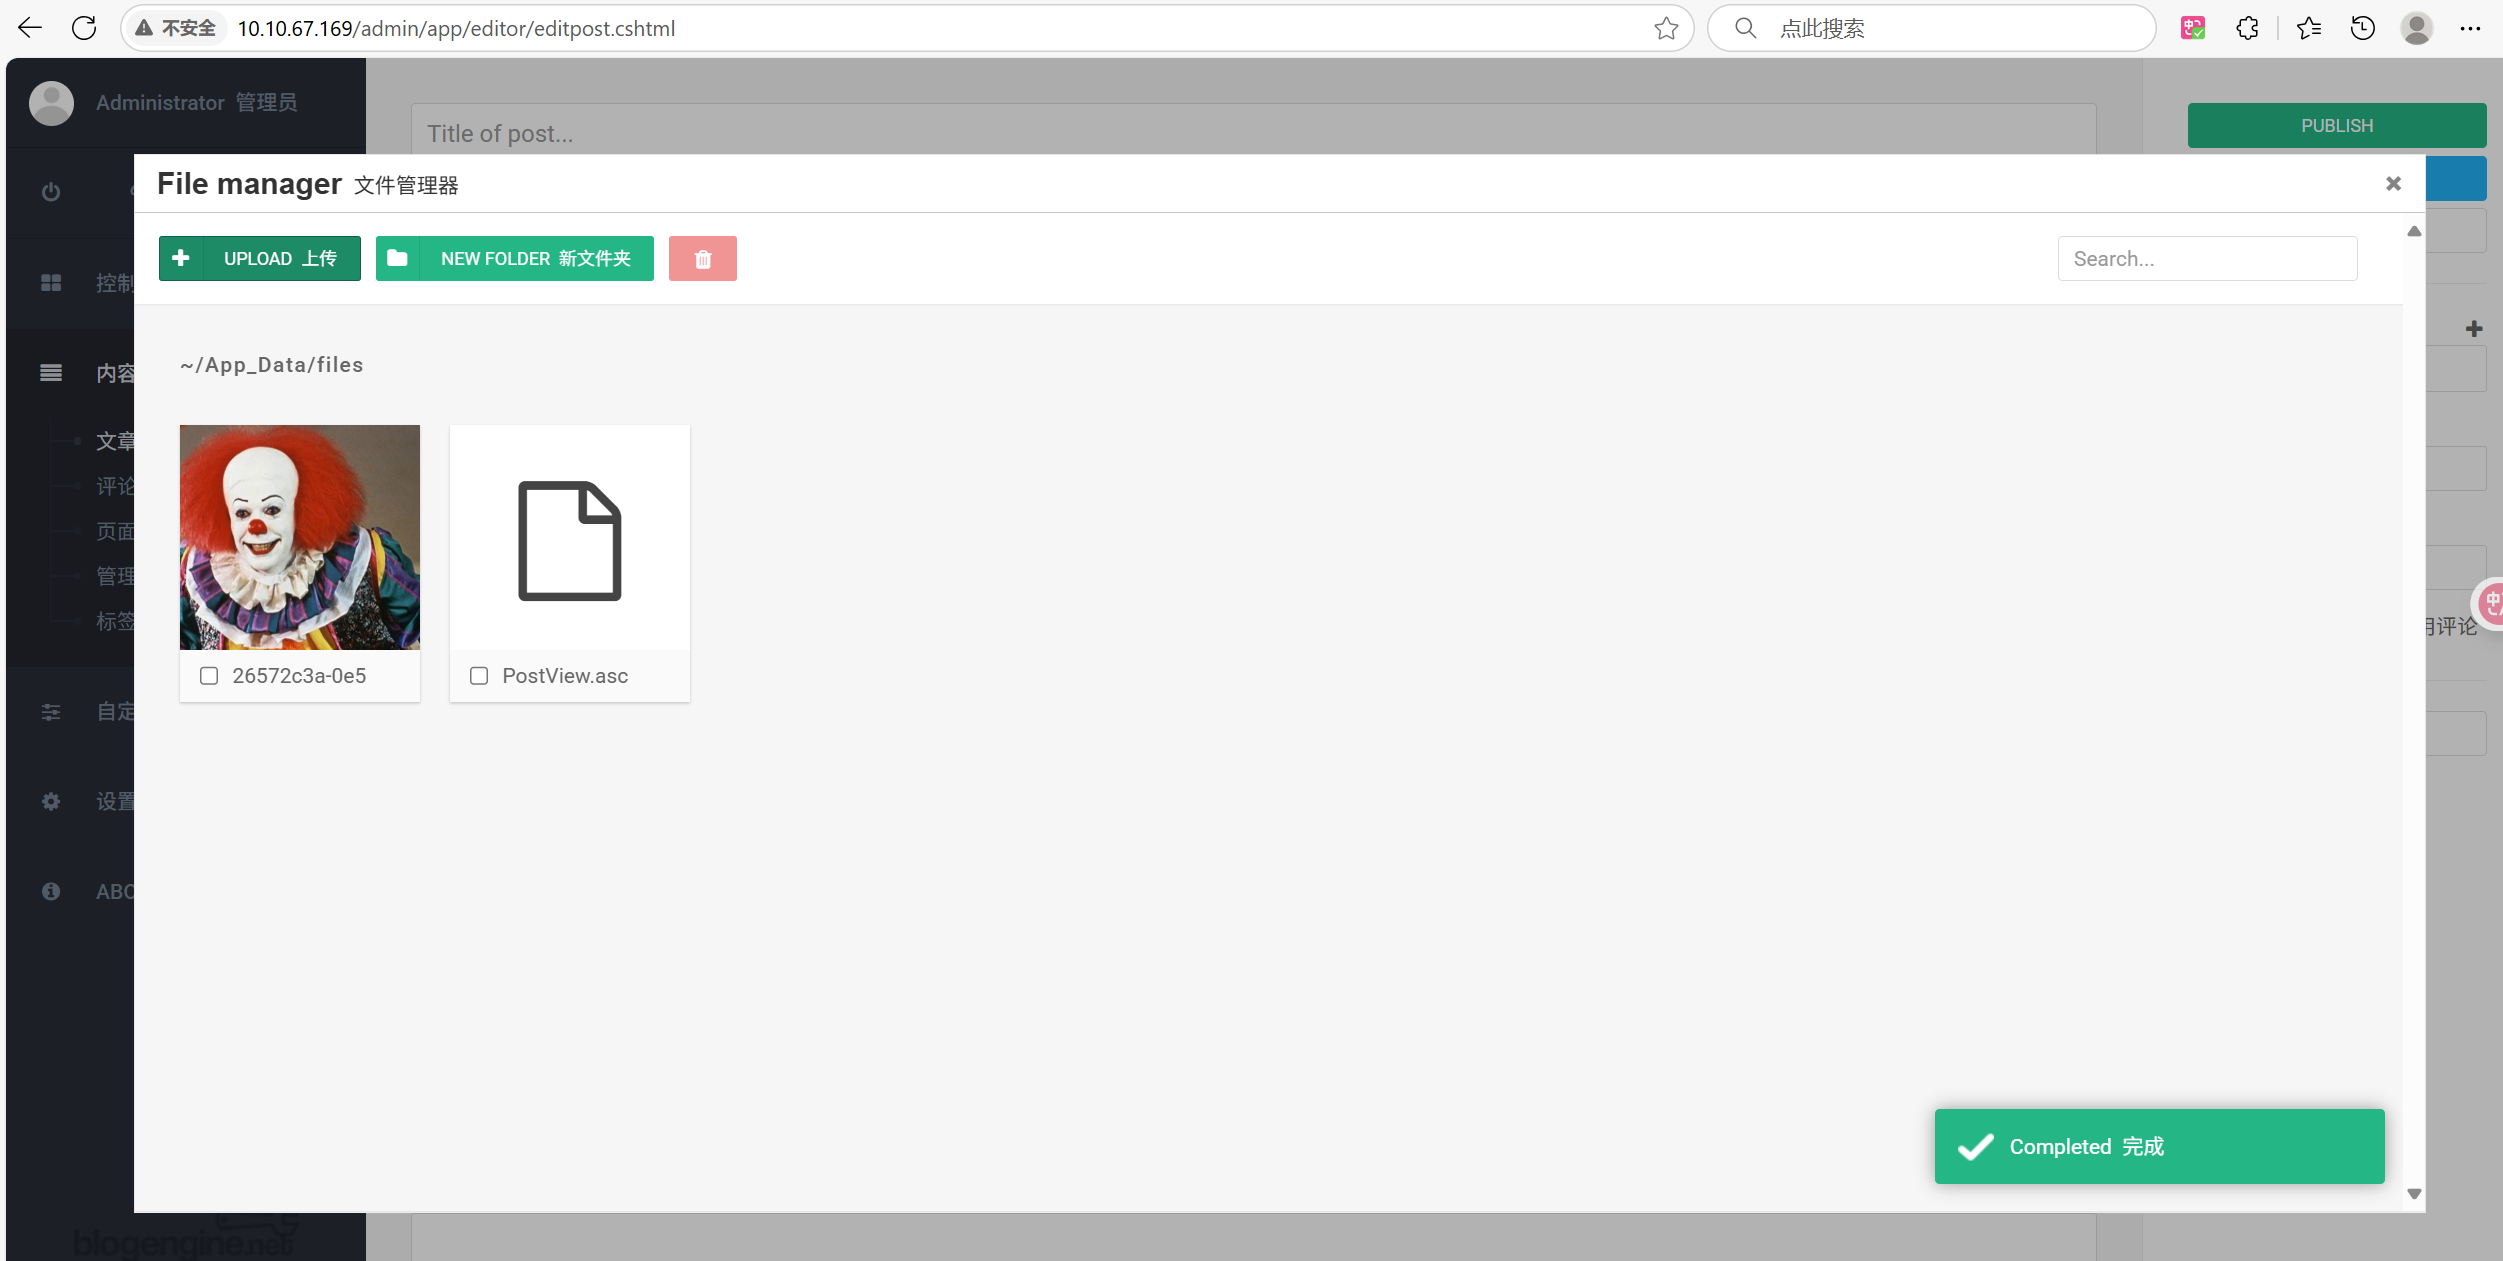 不安全 10.10.67.169/admin/app/editor/editpost.cshtml
点此搜索
Administrator 管理员
Title of post...
PUBLISH
File manager 文件管理器
UPLOAD 上传
NEW FOLDER 新文件夹
Search...
控制
~/App_Data/files
内容
文章
评论
页面
管理
标签
26572c3a-0e5
PostView.asc
用评论
自定
设置
ABO
Completed 完成
blogengine.net